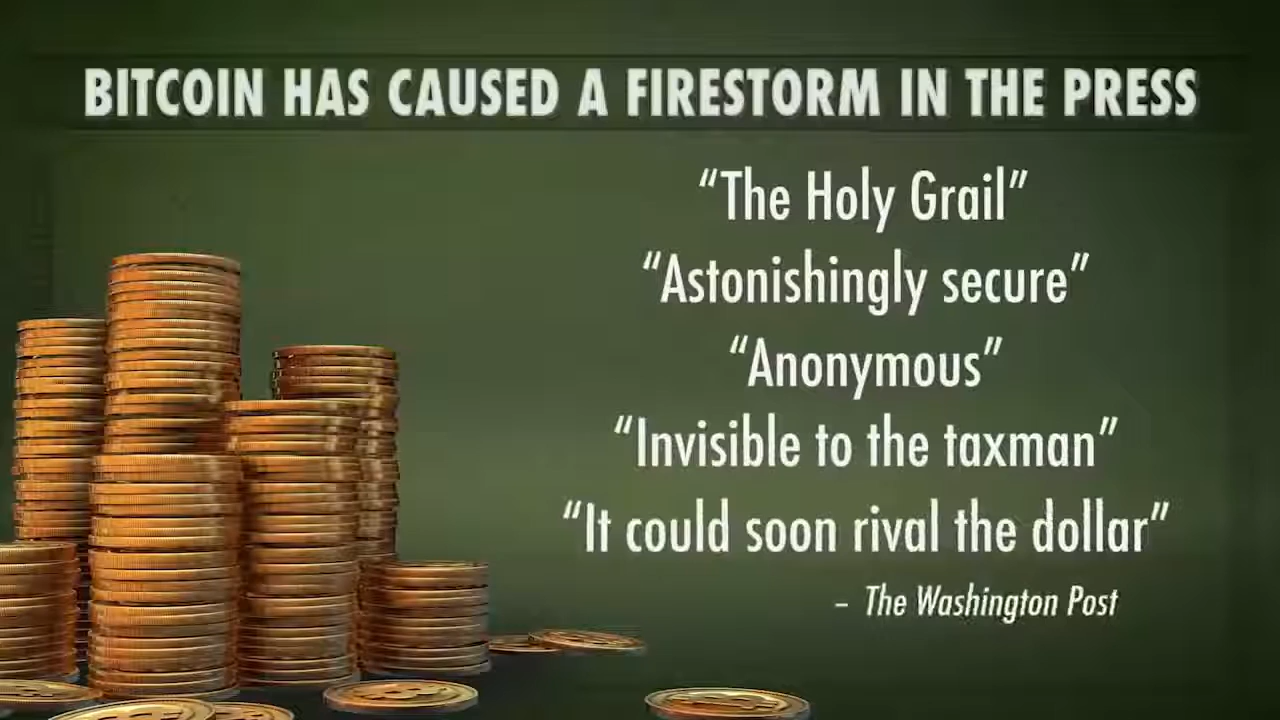 BITCOIN HAS CAUSED A FIRESTORM IN THE PRESS
“The Holy Grail”
“Astonishingly secure”
“Anonymous”
“Invisible to the taxman”
“It could soon rival the dollar”
– The Washington Post